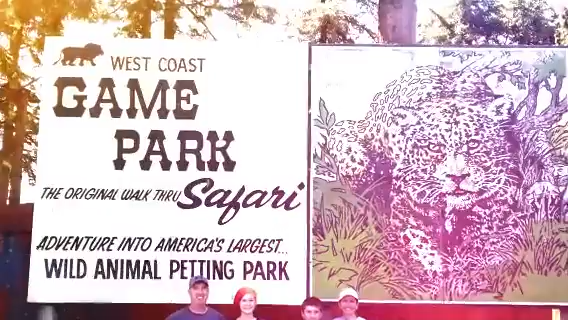 WEST COAST
GAME
PARK
THE ORIGINAL WALK THRU Safari
ADVENTURE INTO AMERICA'S LARGEST...
WILD ANIMAL PETTING PARK